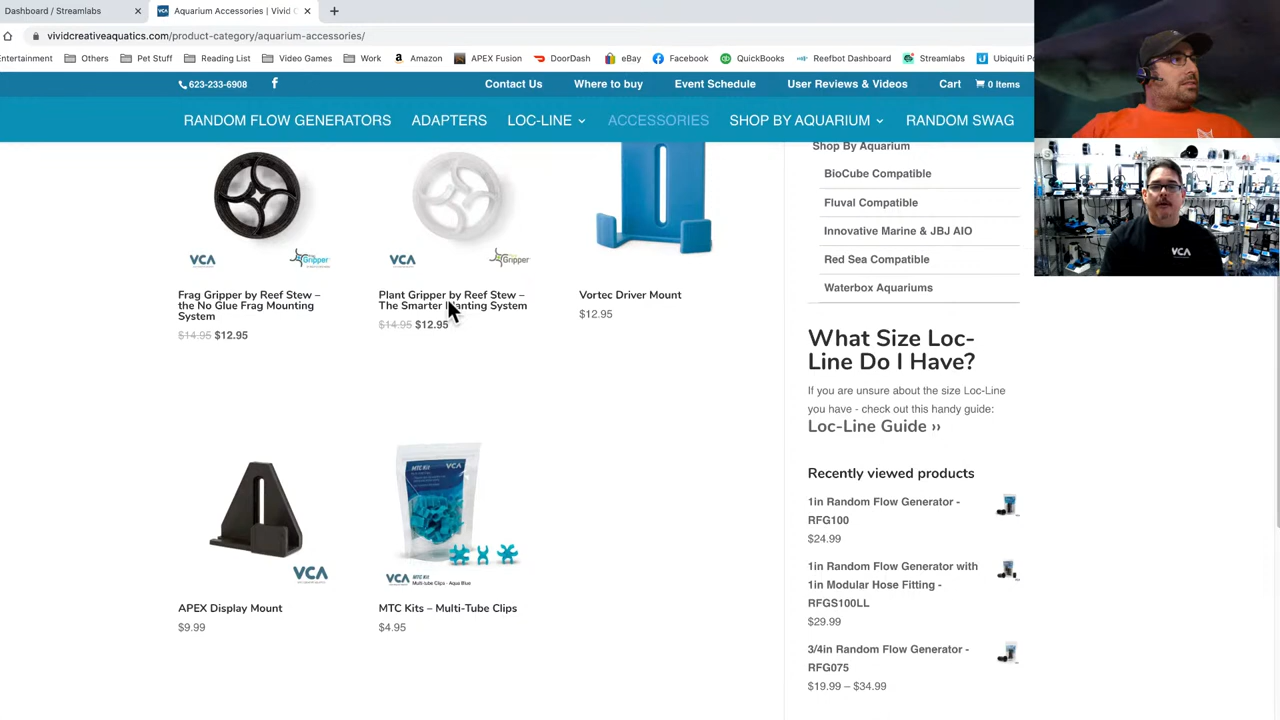 Dashboard / Streamlabs
Aquarium Accessories | Vivid C
vividcreativeaquatics.com/product-category/aquarium-accessories/
ntertainment
Others
Pet Stuff
Reading List
Video Games
Work
Amazon
APEX Fusion
DoorDash
eBay
Facebook
QuickBooks
Reefbot Dashboard
Streamlabs
Ubiquiti Po
623-233-6908
Contact Us
Where to buy
Event Schedule
User Reviews & Videos
Cart
0 Items
RANDOM FLOW GENERATORS
ADAPTERS
LOC-LINE
ACCESSORIES
SHOP BY AQUARIUM
RANDOM SWAG
VCA
Gripper
Frag Gripper by Reef Stew –
the No Glue Frag Mounting
System
$14.95 $12.95
VCA
Gripper
Plant Gripper by Reef Stew –
The Smarter Planting System
$14.95 $12.95
Vortec Driver Mount
$12.95
VCA
APEX Display Mount
$9.99
MTC Kit
VCA
VCA
MTC Kit
Multi-tube Clips - Aqua Blue
MTC Kits – Multi-Tube Clips
$4.95
Shop By Aquarium
BioCube Compatible
Fluval Compatible
Innovative Marine & JBJ AIO
Red Sea Compatible
Waterbox Aquariums
What Size Loc-
Line Do I Have?
If you are unsure about the size Loc-Line
you have - check out this handy guide:
Loc-Line Guide ››
Recently viewed products
1in Random Flow Generator -
RFG100
$24.99
1in Random Flow Generator with
1in Modular Hose Fitting -
RFGS100LL
$29.99
3/4in Random Flow Generator -
RFG075
$19.99 – $34.99
VCA